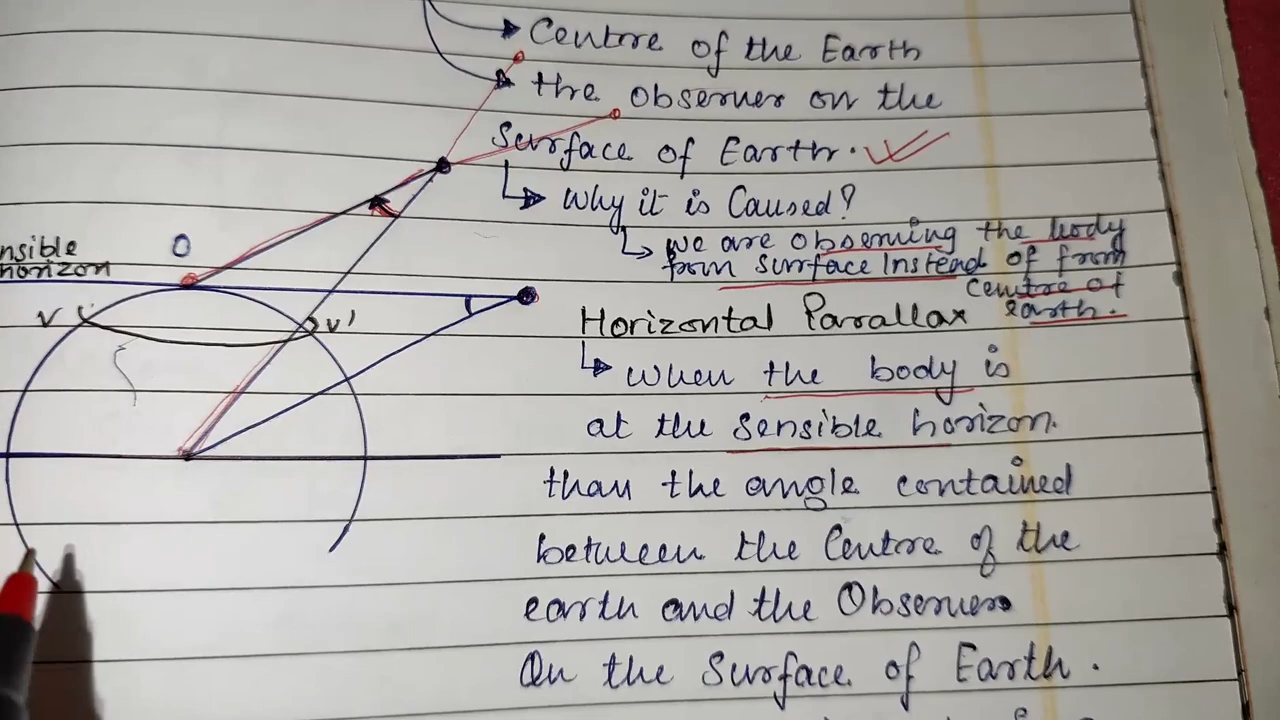 Centre of the Earth
the observer on the
Surface of Earth.
Why it is Caused?
we are observing the body
from surface instead of from
centre of
earth.
O
nsible
horizon
V
V'
Horizontal Parallax
When the body is
at the sensible horizon.
than the angle contained
between the Centre of the
earth and the Observer
On the Surface of Earth.